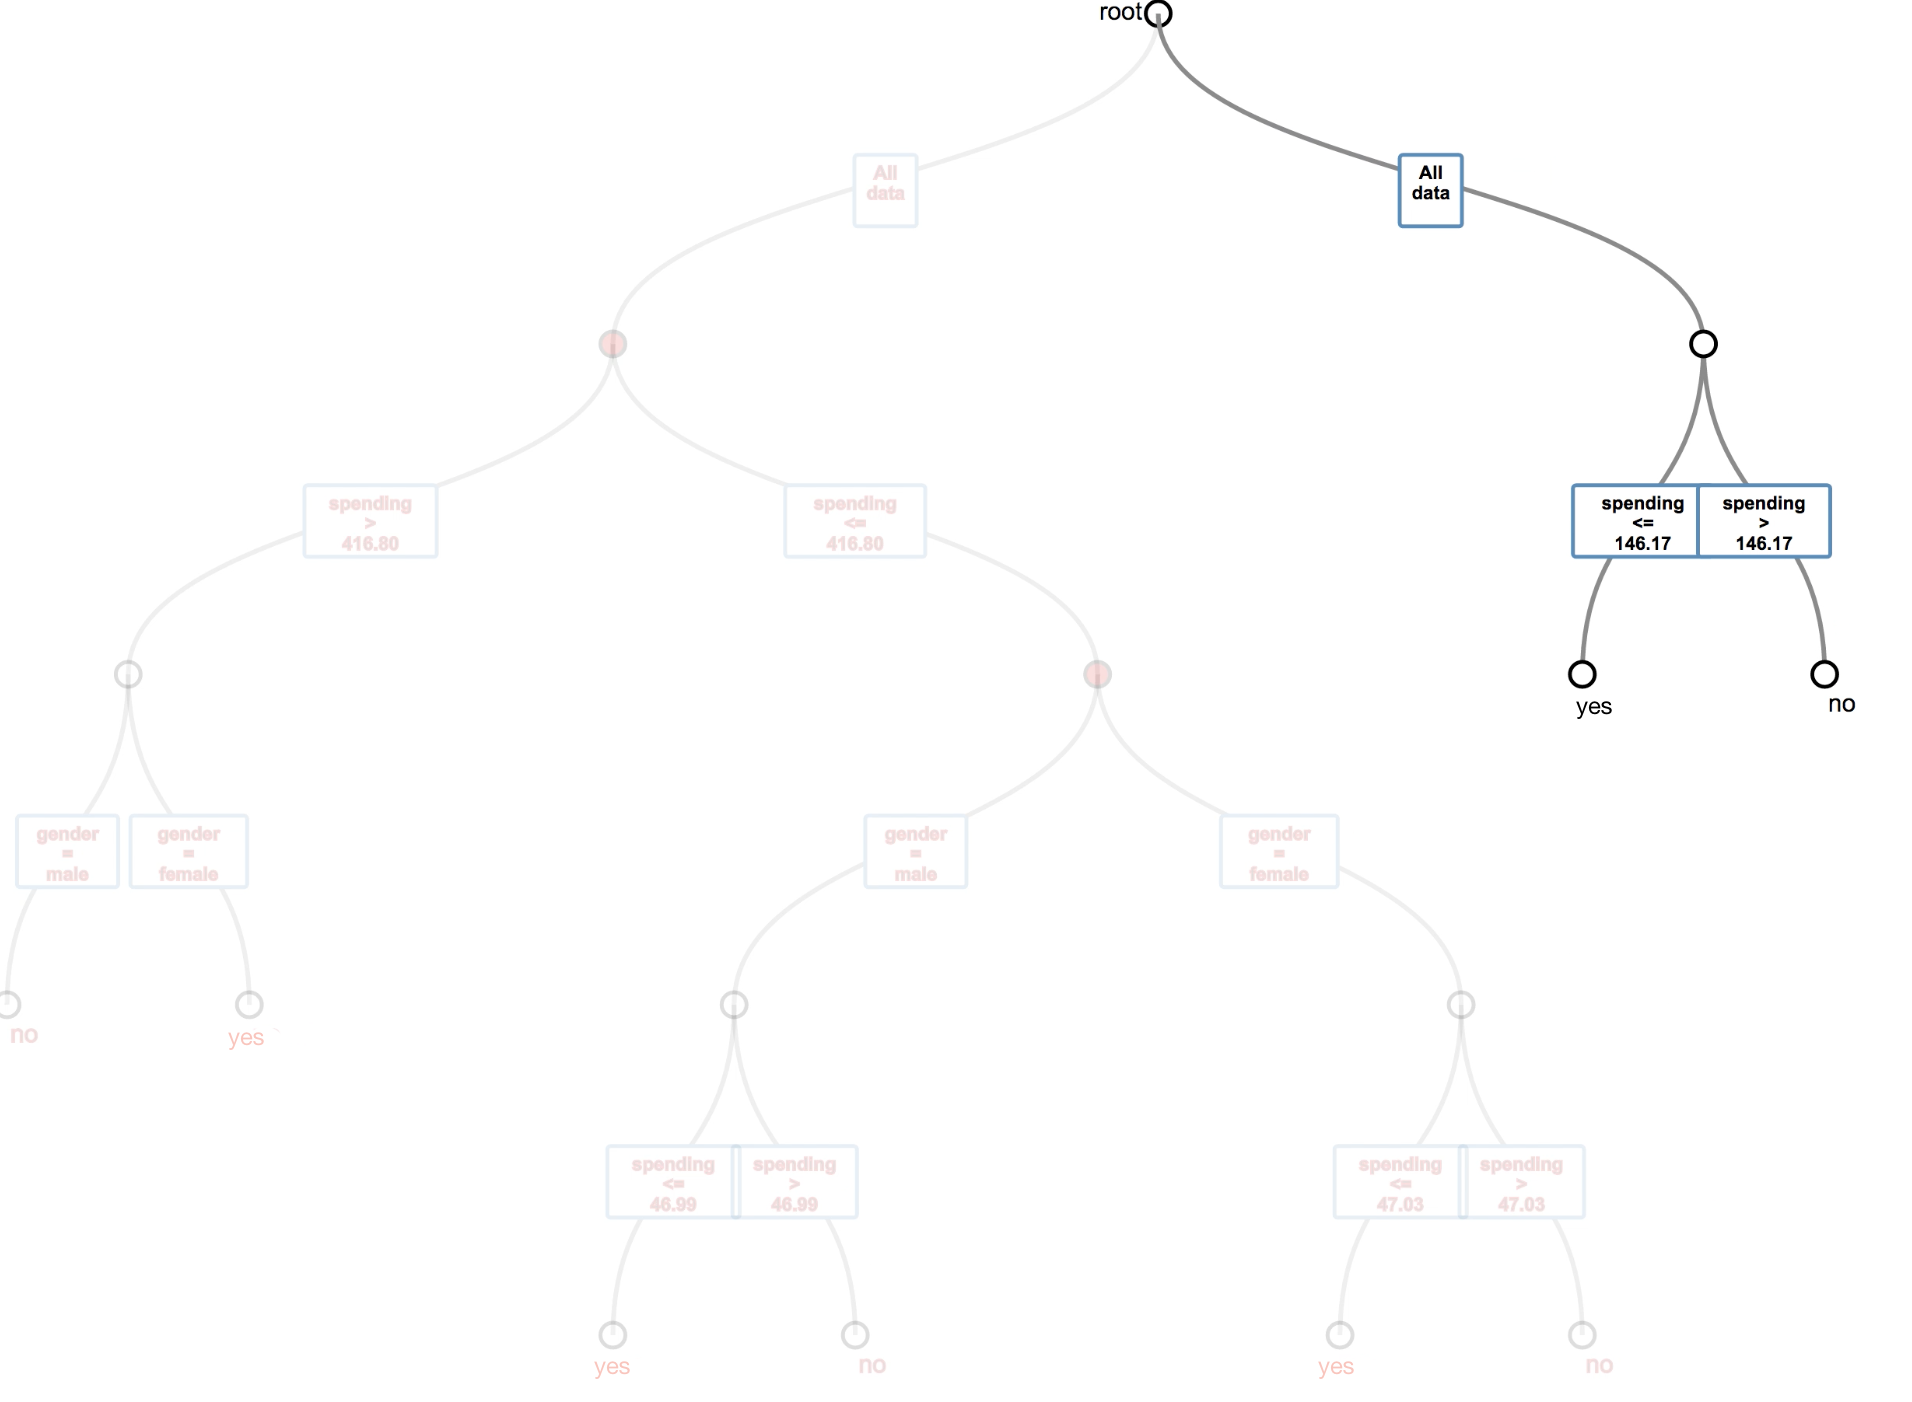 root
All
data
All
data
spending
>
416.80
spending
<=
416.80
spending
<=
146.17
spending
>
146.17
yes
no
gender
=
male
gender
=
female
gender
=
male
gender
=
female
no
yes
spending
<=
46.99
spending
>
46.99
spending
<=
47.03
spending
>
47.03
yes
no
yes
no